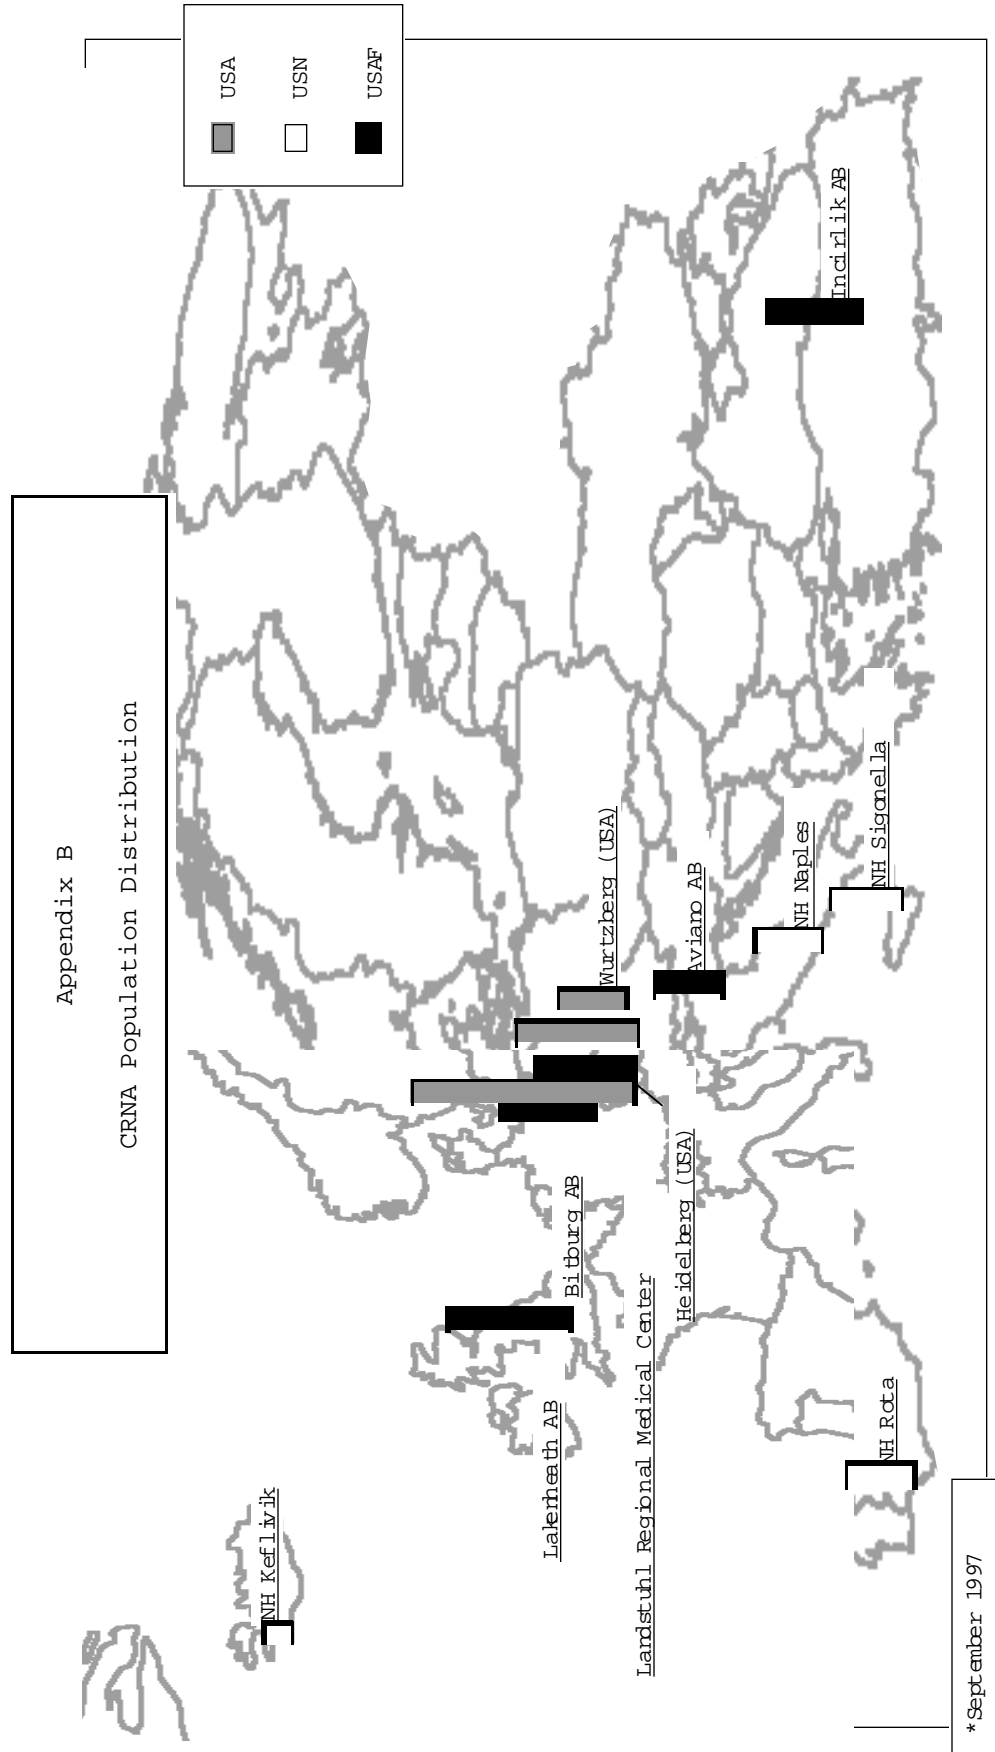 Appendix B
CRNA Population Distribution
USA
USN
USAF
NH Keflivik
Lakenheath AB
Bitburg AB
Landstuhl Regional Medical Center
Heidelberg (USA)
Wurtzberg (USA)
Aviano AB
NH Naples
NH Sigonella
NH Rota
Incirlik AB
*September 1997